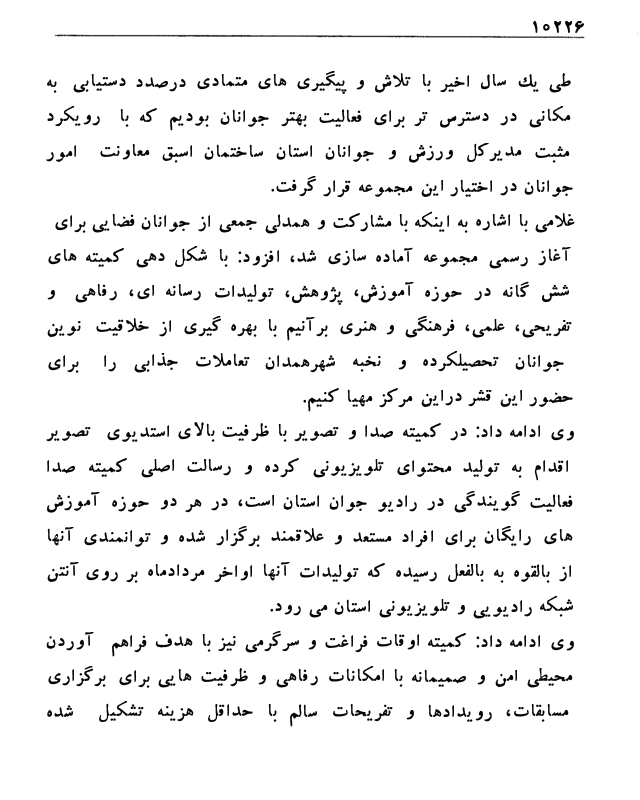 ۱۰۲۲۶
طی یك سال اخیر با تلاش و پیگیری های متمادی درصدد دستیابی به
مکانی در دسترس تر برای فعالیت بهتر جوانان بودیم که با رویکرد
مثبت مدیرکل ورزش و جوانان استان ساختمان اسبق معاونت امور
جوانان در اختیار این مجموعه قرار گرفت.
غلامی با اشاره به اینکه با مشارکت و همدلی جمعی از جوانان فضایی برای
آغاز رسمی مجموعه آماده سازی شد، افزود: با شکل دهی کمیته های
شش گانه در حوزه آموزش، پژوهش، تولیدات رسانه ای، رفاهی و
تفریحی، علمی، فرهنگی و هنری برآنیم با بهره گیری از خلاقیت نوین
جوانان تحصیلکرده و نخبه شهرهمدان تعاملات جذابی را برای
حضور این قشر دراین مرکز مهیا کنیم.
وی ادامه داد: در کمیته صدا و تصویر با ظرفیت بالای استدیوی تصویر
اقدام به تولید محتوای تلویزیونی کرده و رسالت اصلی کمیته صدا
فعالیت گویندگی در رادیو جوان استان است، در هر دو حوزه آموزش
های رایگان برای افراد مستعد و علاقمند برگزار شده و توانمندی آنها
از بالقوه به بالفعل رسیده که تولیدات آنها اواخر مردادماه بر روی آنتن
شبکه رادیویی و تلویزیونی استان می رود.
وی ادامه داد: کمیته اوقات فراغت و سرگرمی نیز با هدف فراهم آوردن
محیطی امن و صمیمانه با امکانات رفاهی و ظرفیت هایی برای برگزاری
مسابقات، رویدادها و تفریحات سالم با حداقل هزینه تشکیل شده